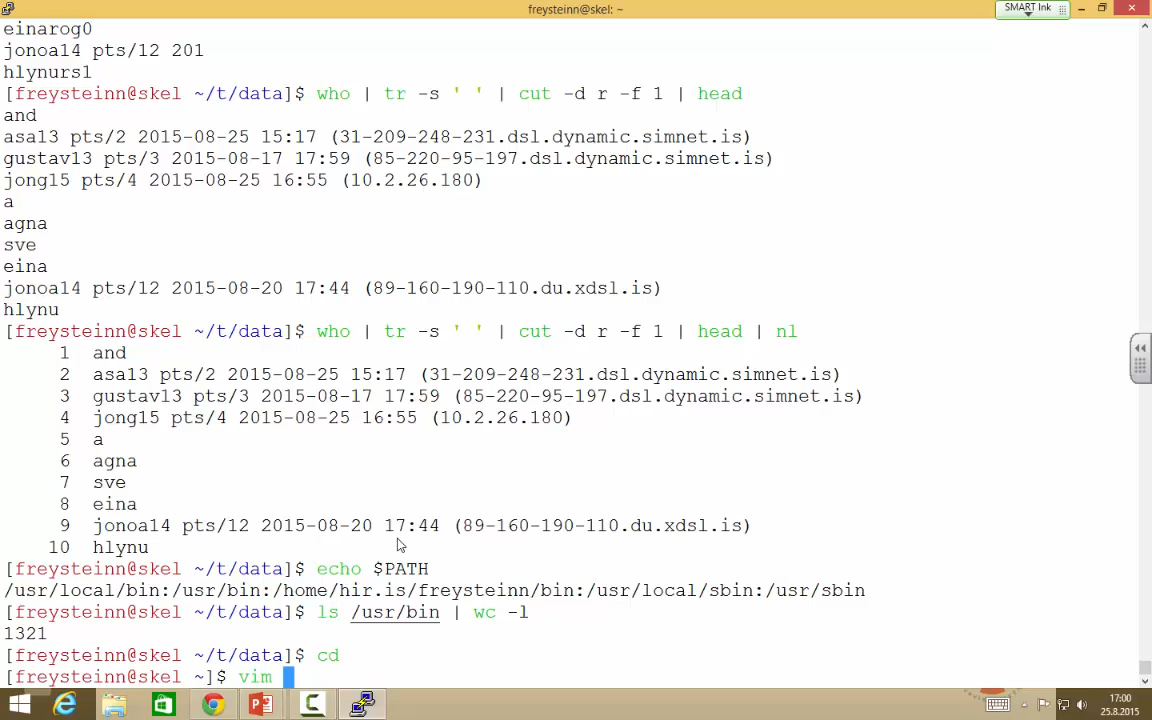 freysteinn@skel: ~
SMART Ink
einarog0
jonoa14 pts/12 201
hlynurs1
[freysteinn@skel ~/t/data]$ who | tr -s ' ' | cut -d r -f 1 | head
and
asa13 pts/2 2015-08-25 15:17 (31-209-248-231.dsl.dynamic.simnet.is)
gustav13 pts/3 2015-08-17 17:59 (85-220-95-197.dsl.dynamic.simnet.is)
jong15 pts/4 2015-08-25 16:55 (10.2.26.180)
a
agna
sve
eina
jonoa14 pts/12 2015-08-20 17:44 (89-160-190-110.du.xdsl.is)
hlynu
[freysteinn@skel ~/t/data]$ who | tr -s ' ' | cut -d r -f 1 | head | nl
1 and
2 asa13 pts/2 2015-08-25 15:17 (31-209-248-231.dsl.dynamic.simnet.is)
3 gustav13 pts/3 2015-08-17 17:59 (85-220-95-197.dsl.dynamic.simnet.is)
4 jong15 pts/4 2015-08-25 16:55 (10.2.26.180)
5 a
6 agna
7 sve
8 eina
9 jonoa14 pts/12 2015-08-20 17:44 (89-160-190-110.du.xdsl.is)
10 hlynu
[freysteinn@skel ~/t/data]$ echo $PATH
/usr/local/bin:/usr/bin:/home/hir.is/freysteinn/bin:/usr/local/sbin:/usr/sbin
[freysteinn@skel ~/t/data]$ ls /usr/bin | wc -l
1321
[freysteinn@skel ~/t/data]$ cd
[freysteinn@skel ~]$ vim
17:00
25.8.2015